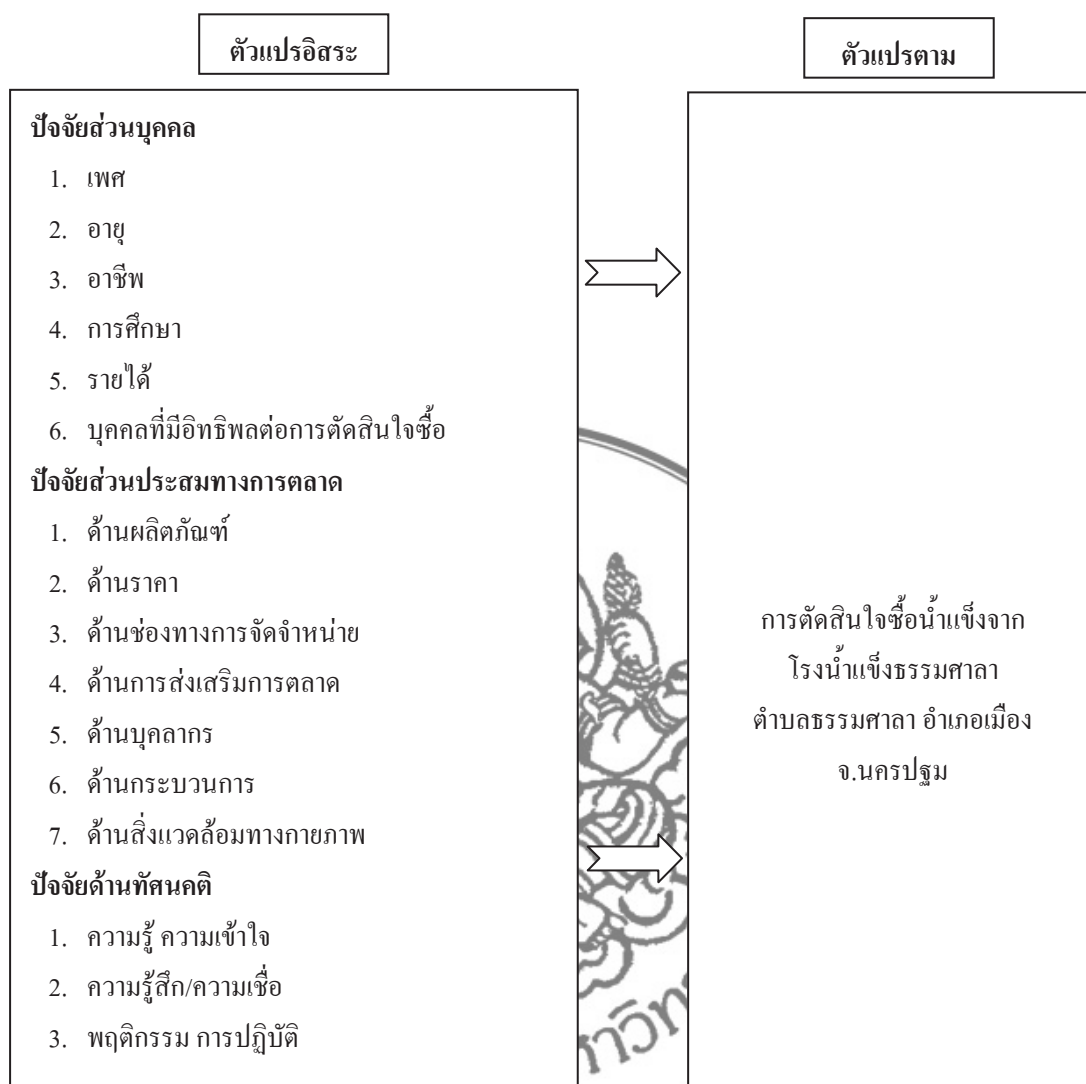 ตัวแปรอิสระ
ตัวแปรตาม
ปัจจัยส่วนบุคคล
1. เพศ
2. อายุ
3. อาชีพ
4. การศึกษา
5. รายได้
6. บุคคลที่มีอิทธิพลต่อการตัดสินใจซื้อ
ปัจจัยส่วนประสมทางการตลาด
1. ด้านผลิตภัณฑ์
2. ด้านราคา
3. ด้านช่องทางการจัดจำหน่าย
4. ด้านการส่งเสริมการตลาด
5. ด้านบุคลากร
6. ด้านกระบวนการ
7. ด้านสิ่งแวดล้อมทางกายภาพ
ปัจจัยด้านทัศนคติ
1. ความรู้ ความเข้าใจ
2. ความรู้สึก/ความเชื่อ
3. พฤติกรรม การปฏิบัติ
การตัดสินใจซื้อน้ำแข็งจาก
โรงน้ำแข็งธรรมศาลา
ตำบลธรรมศาลา อำเภอเมือง
จ.นครปฐม